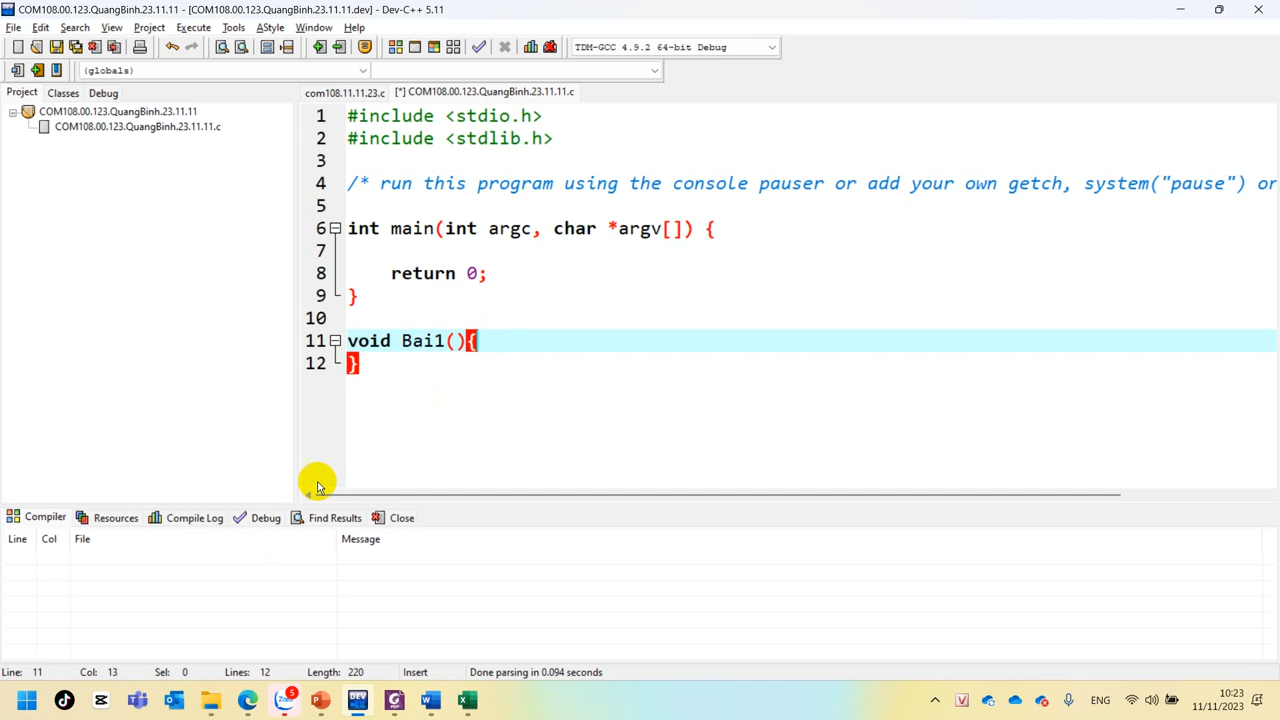 COM108.00.123.QuangBinh.23.11.11 - [COM108.00.123.QuangBinh.23.11.11.dev] - Dev-C++ 5.11
File Edit Search View Project Execute Tools AStyle Window Help
TDM-GCC 4.9.2 64-bit Debug
(globals)
Project Classes Debug
com108.11.11.23.c [*] COM108.00.123.QuangBinh.23.11.11.c
COM108.00.123.QuangBinh.23.11.11
COM108.00.123.QuangBinh.23.11.11.c
1 #include <stdio.h>
2 #include <stdlib.h>
3
4 /* run this program using the console pauser or add your own getch, system("pause") or
5
6 int main(int argc, char *argv[]) {
7
8 return 0;
9 }
10
11 void Bai1(){
12 }
Compiler Resources Compile Log Debug Find Results Close
Line Col File Message
Line: 11 Col: 13 Sel: 0 Lines: 12 Length: 220 Insert Done parsing in 0.094 seconds
5
DEV
ENG
10:23
11/11/2023